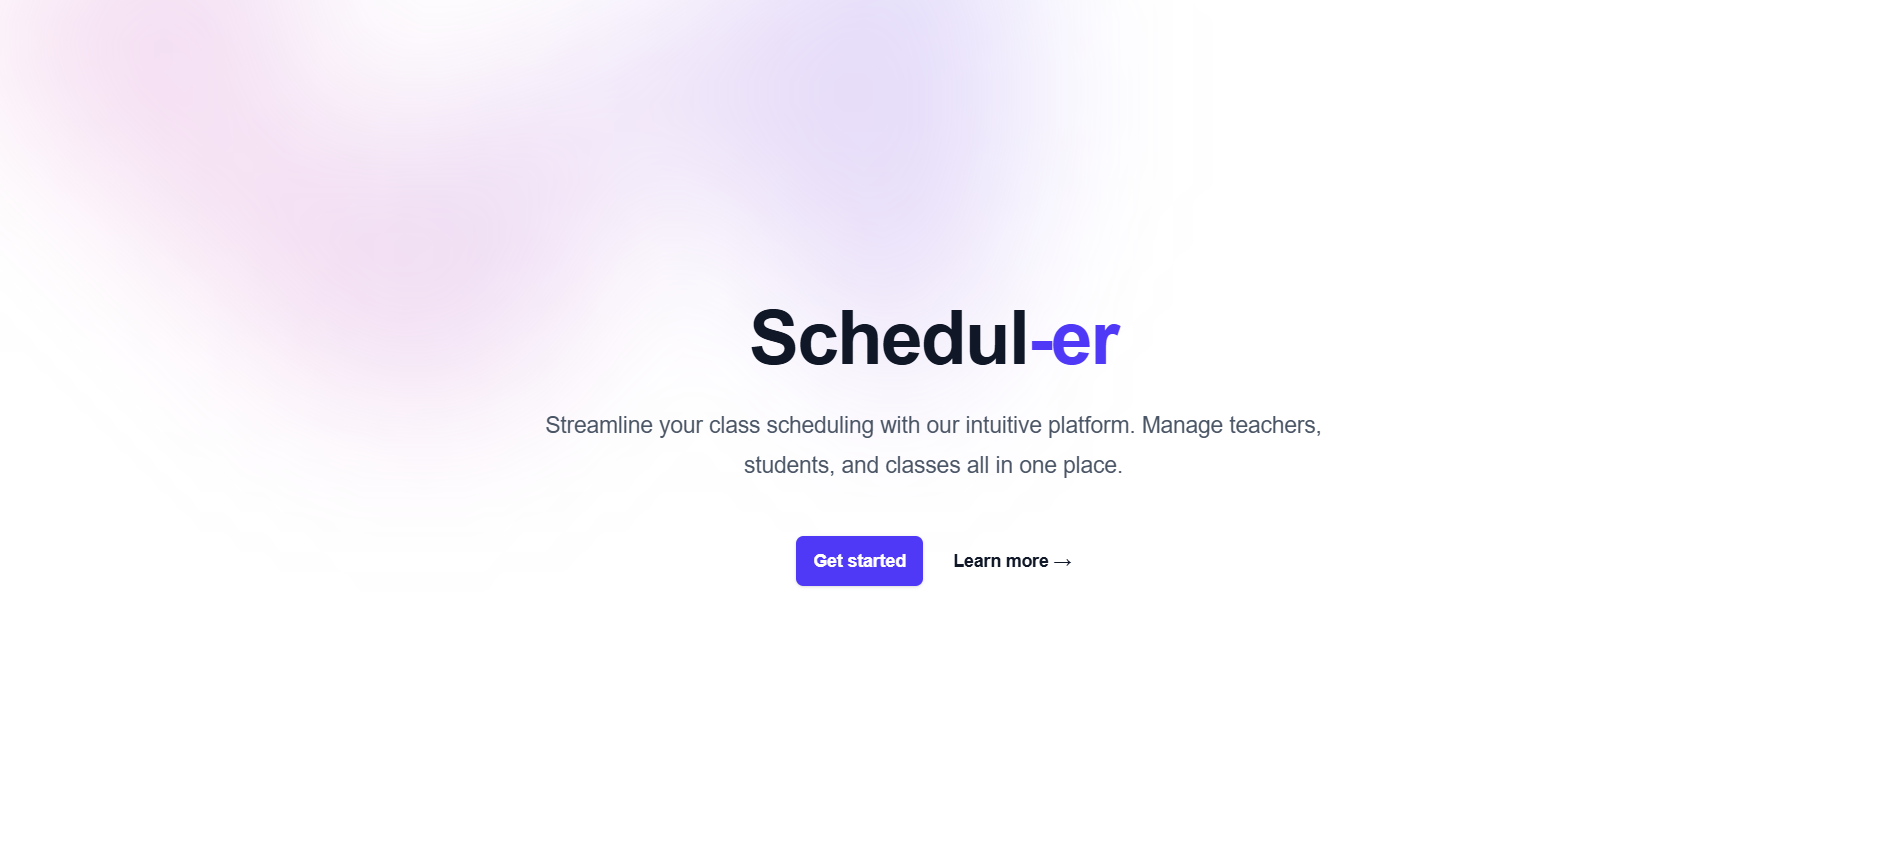 Schedul-er
Streamline your class scheduling with our intuitive platform. Manage teachers,
students, and classes all in one place.
Get started
Learn more →